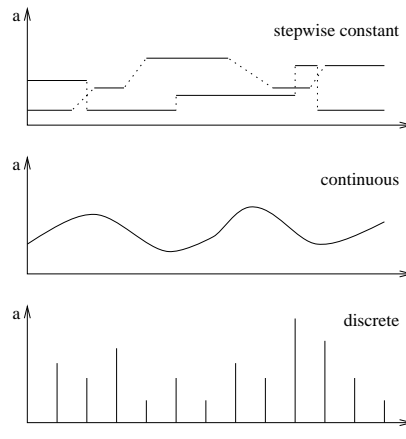 a
stepwise constant
a
continuous
a
discrete